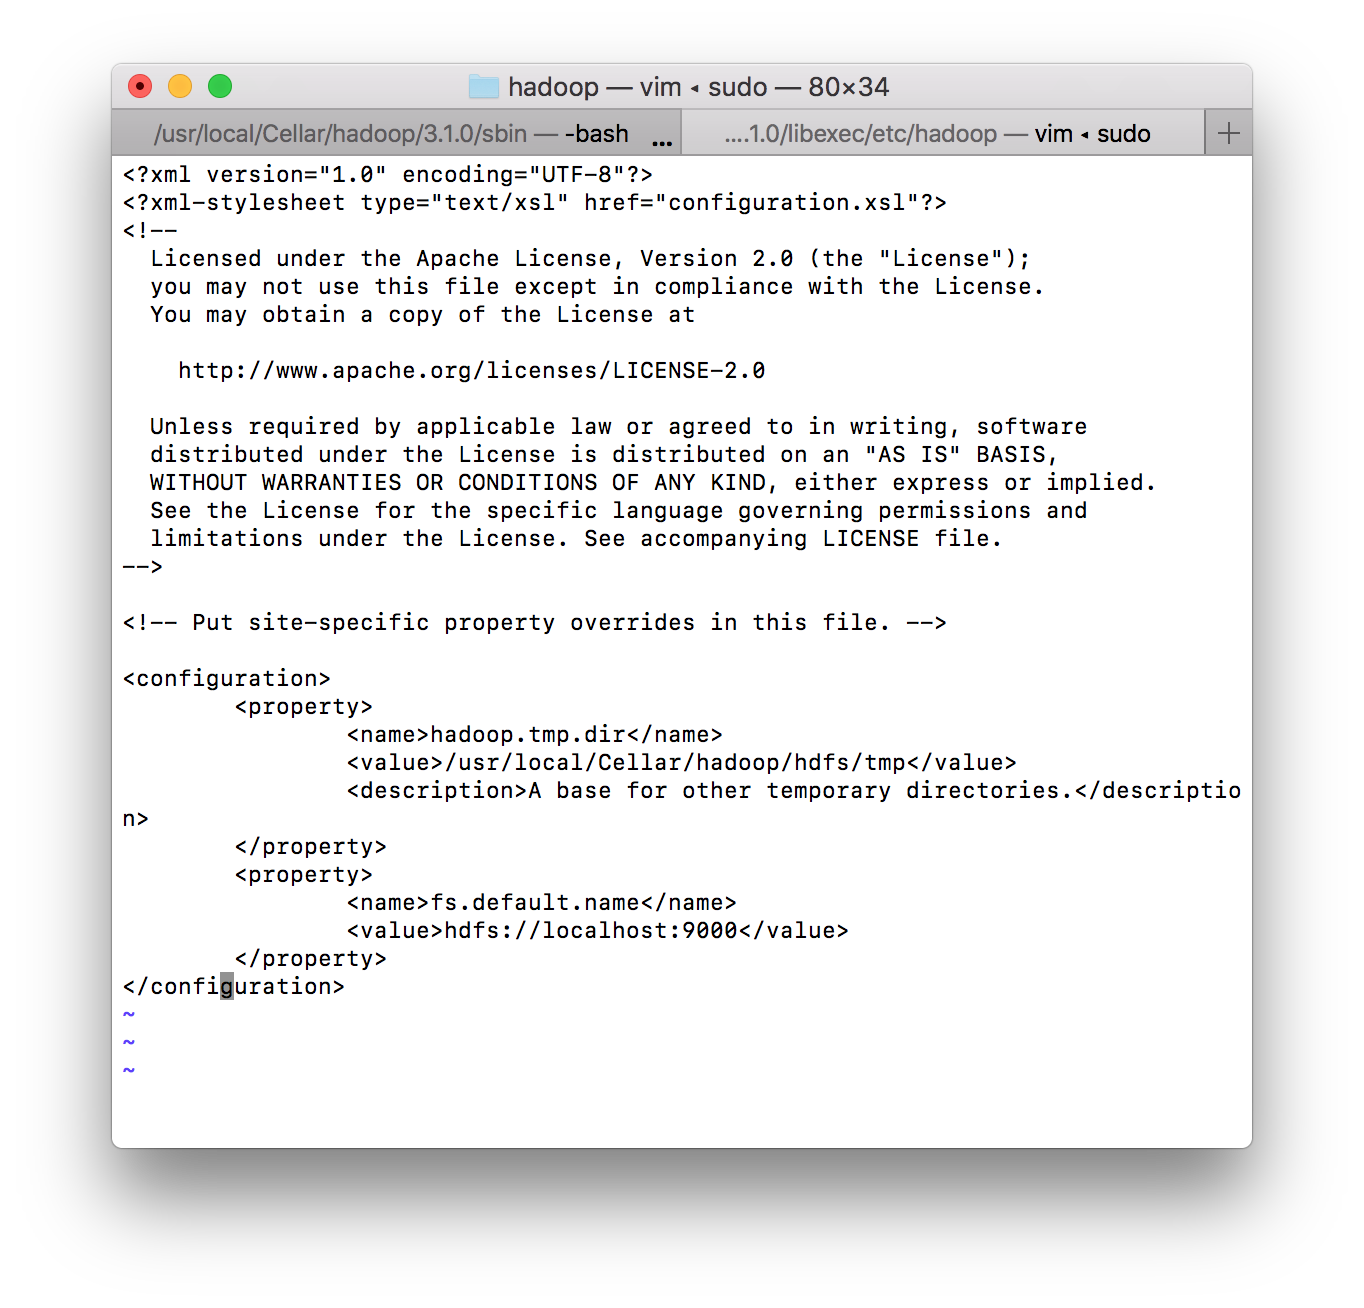 hadoop — vim ◂ sudo — 80×34
/usr/local/Cellar/hadoop/3.1.0/sbin — -bash ... ....1.0/libexec/etc/hadoop — vim ◂ sudo +
<?xml version="1.0" encoding="UTF-8"?>
<?xml-stylesheet type="text/xsl" href="configuration.xsl"?>
<!--
  Licensed under the Apache License, Version 2.0 (the "License");
  you may not use this file except in compliance with the License.
  You may obtain a copy of the License at

    http://www.apache.org/licenses/LICENSE-2.0

  Unless required by applicable law or agreed to in writing, software
  distributed under the License is distributed on an "AS IS" BASIS,
  WITHOUT WARRANTIES OR CONDITIONS OF ANY KIND, either express or implied.
  See the License for the specific language governing permissions and
  limitations under the License. See accompanying LICENSE file.
-->

<!-- Put site-specific property overrides in this file. -->

<configuration>
        <property>
                <name>hadoop.tmp.dir</name>
                <value>/usr/local/Cellar/hadoop/hdfs/tmp</value>
                <description>A base for other temporary directories.</descriptio
n>
        </property>
        <property>
                <name>fs.default.name</name>
                <value>hdfs://localhost:9000</value>
        </property>
</configuration>
~
~
~